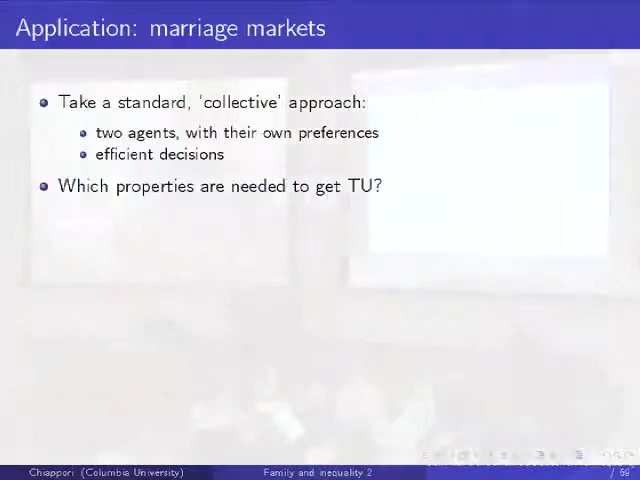 Application: marriage markets
Take a standard, 'collective' approach:
two agents, with their own preferences
efficient decisions
Which properties are needed to get TU?
Chiappori (Columbia University)
Family and inequality 2
/ 69